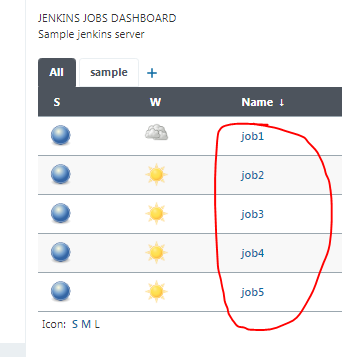 JENKINS JOBS DASHBOARD
Sample jenkins server
All sample +
S W Name ↓
job1
job2
job3
job4
job5
Icon: S M L